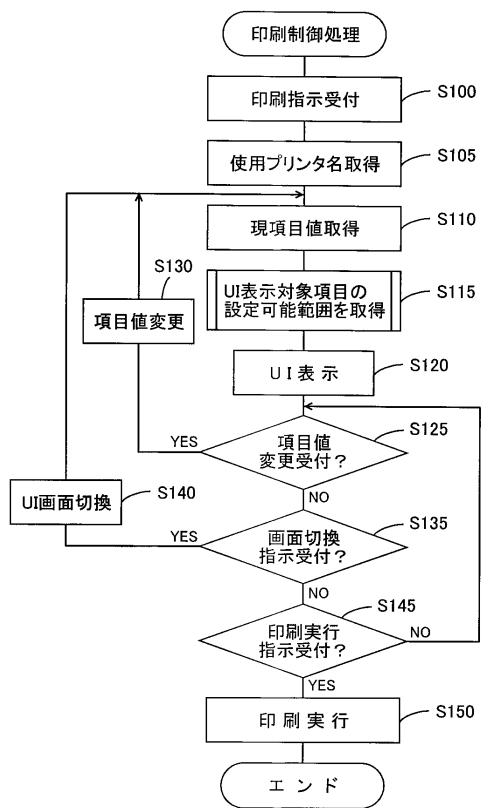 印刷制御処理
印刷指示受付
S100
使用プリンタ名取得
S105
現項目値取得
S110
S130
項目値変更
UI表示対象項目の
設定可能範囲を取得
S115
UI表示
S120
YES
項目値
変更受付？
S125
NO
UI画面切換
S140
YES
画面切換
指示受付？
S135
NO
印刷実行
指示受付？
S145
NO
YES
印刷実行
S150
エンド